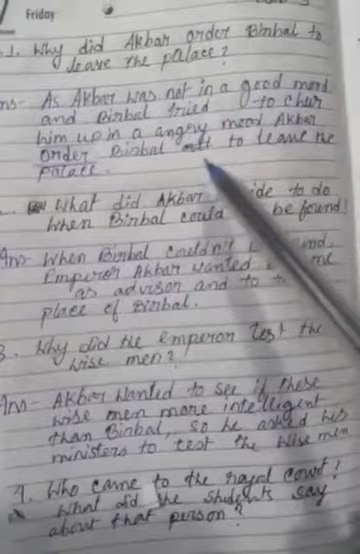 Friday
1. Why did Akbar order Birbal to
leave the palace?
Ans- As Akbar was not in a good mood
and Birbal tried to chur
him up in a angry mood Akbar
order Birbal to leave the
palace.
What did Akbar ide to do
when Birbal could be found!
Ans- When Birbal couldn't
Emperor Akbar wanted me
as advisor and to t
place of Birbal.
3. Why did the Emperor test the
wise men?
Ans- Akbar wanted to see if these
wise men more intelligent
than Birbal, so he asked his
ministers to test the wise men
4. Who came to the royal court?
What did the students say
about that person?